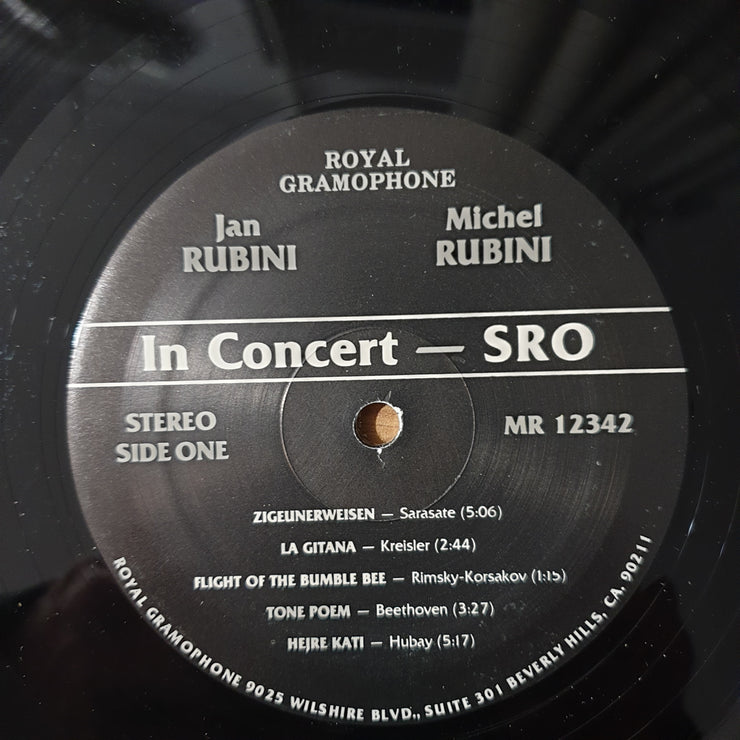 ROYAL
GRAMOPHONE
Jan
RUBINI
Michel
RUBINI
In Concert — SRO
STEREO
SIDE ONE
MR 12342
ZIGEUNERWEISEN — Sarasate (5:06)
LA GITANA — Kreisler (2:44)
FLIGHT OF THE BUMBLE BEE — Rimsky-Korsakov (1:15)
TONE POEM — Beethoven (3:27)
HEJRE KATI — Hubay (5:17)
ROYAL GRAMOPHONE 9025 WILSHIRE BLVD., SUITE 301 BEVERLY HILLS, CA. 90211